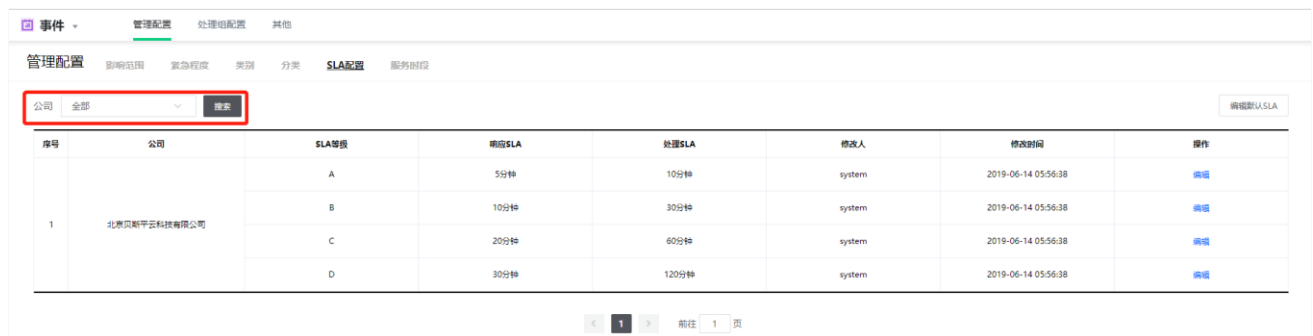 事件 管理配置 处理组配置 其他
管理配置 影响范围 紧急程度 类别 分类 SLA配置 服务时段
公司 全部 搜索 编辑默认SLA
序号 公司 SLA等级 响应SLA 处理SLA 修改人 修改时间 操作
A 5分钟 10分钟 system 2019-06-14 05:56:38 编辑
B 10分钟 30分钟 system 2019-06-14 05:56:38 编辑
1 北京贝斯平云科技有限公司
C 20分钟 60分钟 system 2019-06-14 05:56:38 编辑
D 30分钟 120分钟 system 2019-06-14 05:56:38 编辑
< 1 > 前往 1 页